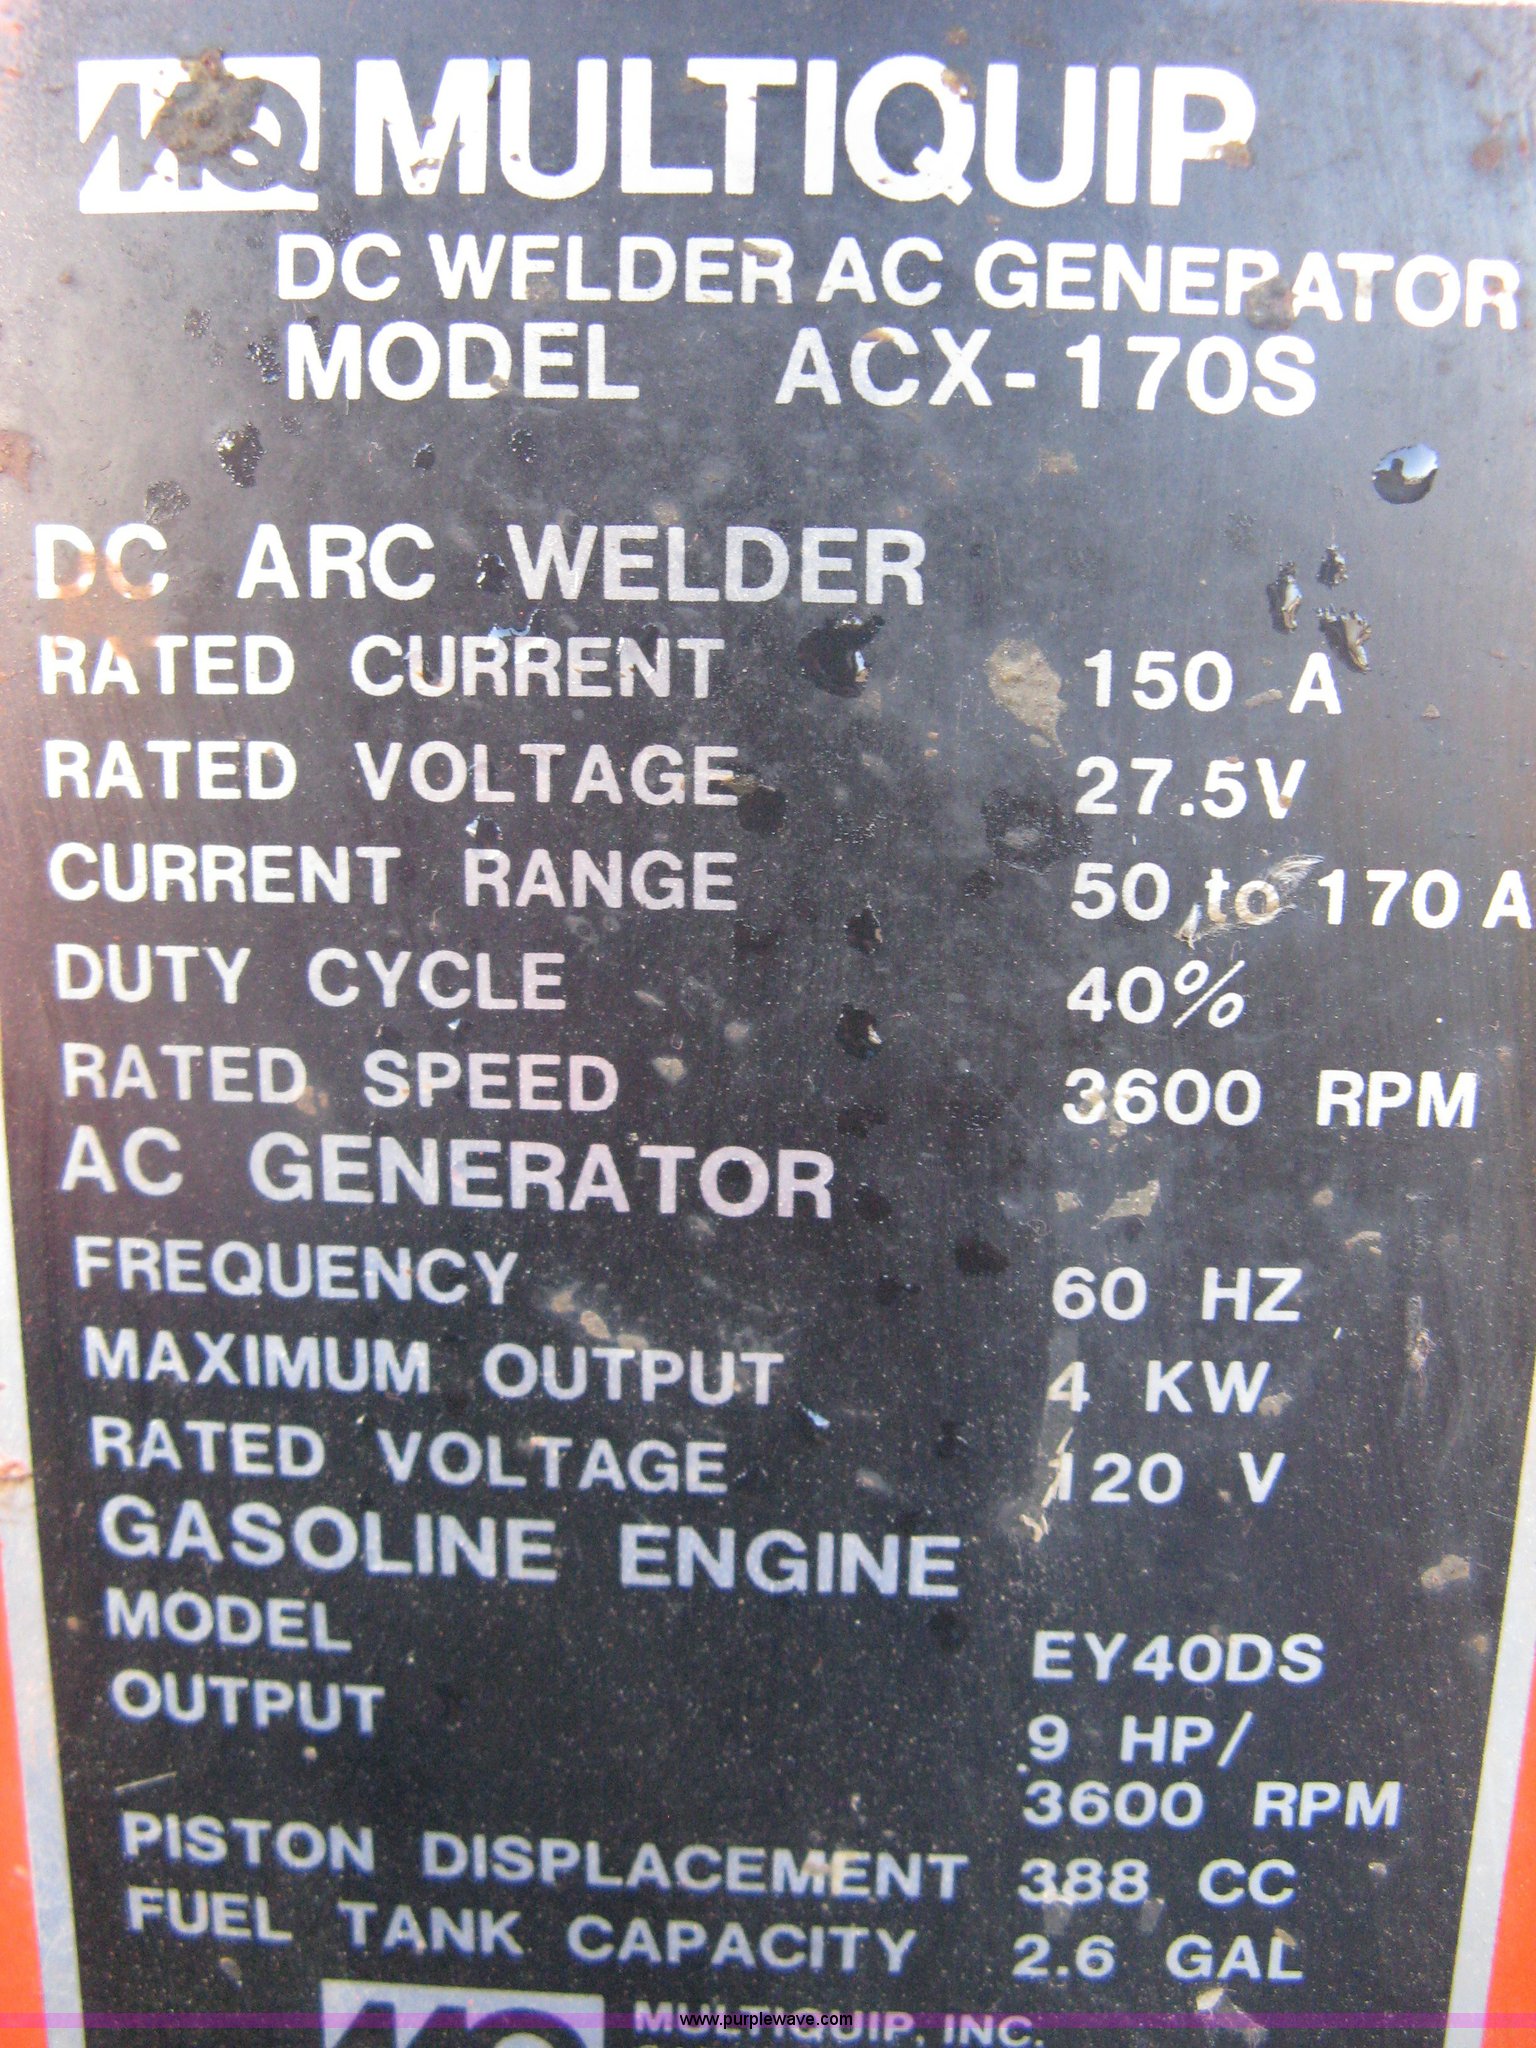 MQ MULTIQUIP
DC WELDER AC GENERATOR
MODEL ACX-170S
DC ARC WELDER
RATED CURRENT 150 A
RATED VOLTAGE 27.5V
CURRENT RANGE 50 to 170 A
DUTY CYCLE 40%
RATED SPEED 3600 RPM
AC GENERATOR
FREQUENCY 60 HZ
MAXIMUM OUTPUT 4 KW
RATED VOLTAGE 120 V
GASOLINE ENGINE
MODEL EY40DS
OUTPUT 9 HP/
3600 RPM
PISTON DISPLACEMENT 388 CC
FUEL TANK CAPACITY 2.6 GAL
MQ MULTIQUIP, INC.
www.purplewave.com